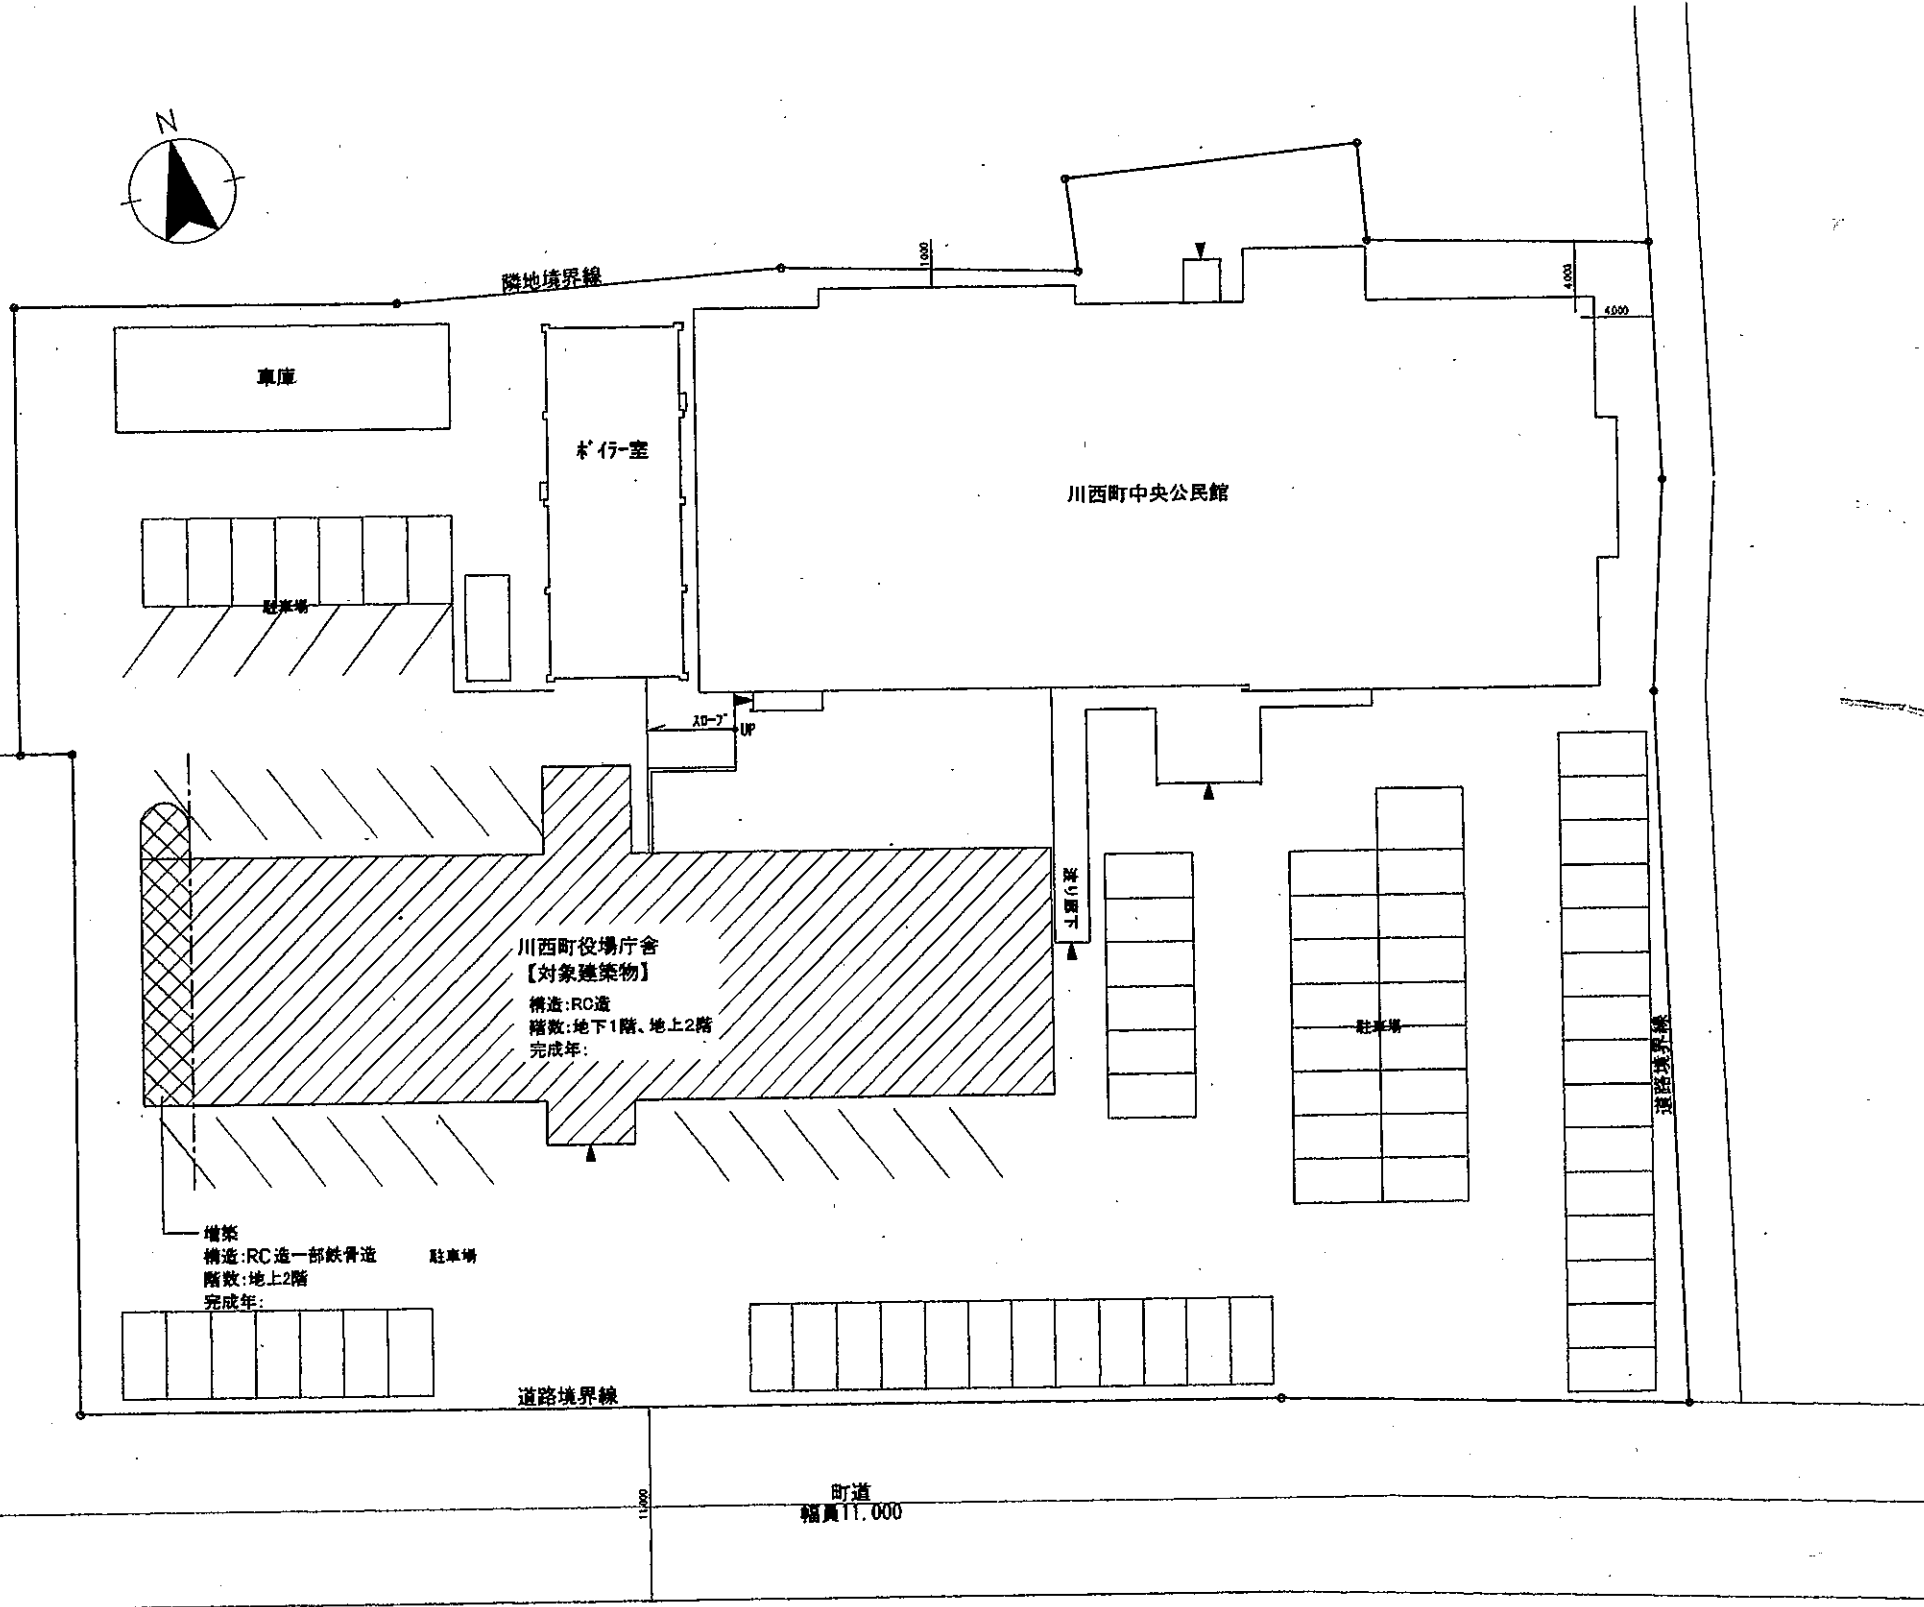 N
隣地境界線
1000
4,000
4,000
車庫
ボイラー室
川西町中央公民館
駐車場
スロープ
UP
渡り廊下
川西町役場庁舎
【対象建築物】
構造:RC造
階数:地下1階、地上2階
完成年:
駐車場
道路境界線
増築
構造:RC造一部鉄骨造
階数:地上2階
完成年:
駐車場
道路境界線
11,000
町道
幅員11.000